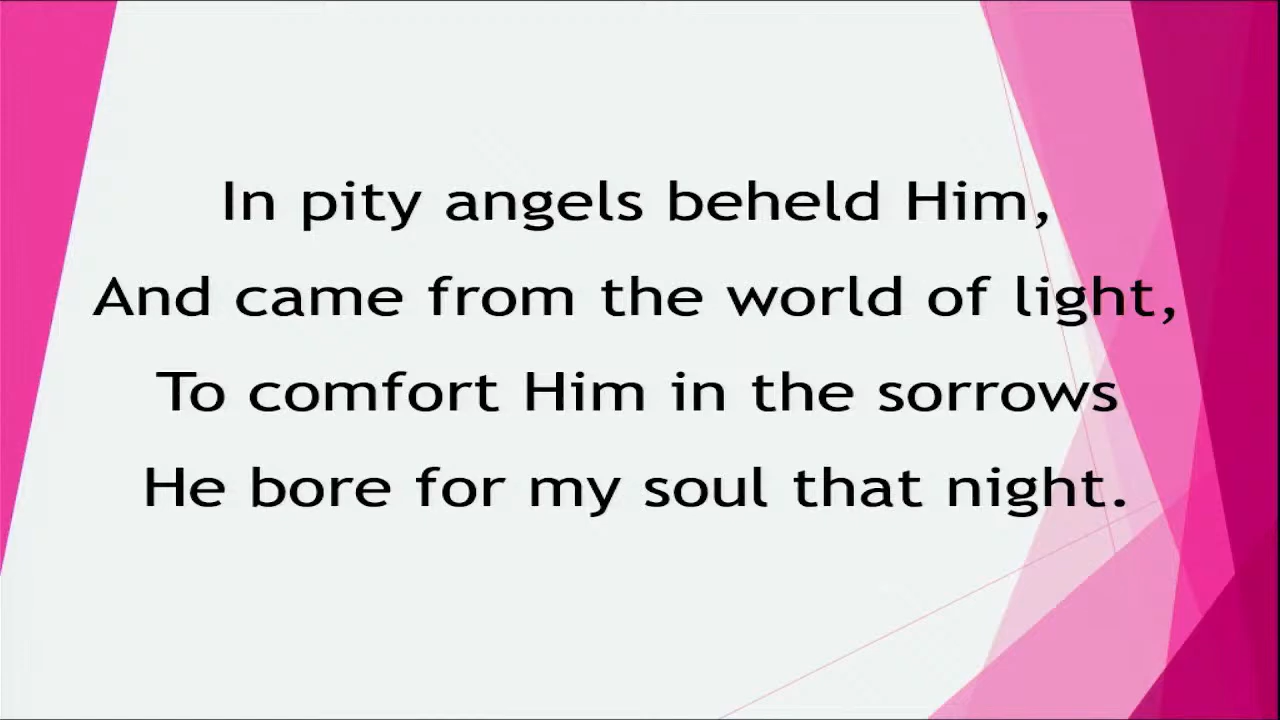 In pity angels beheld Him,
And came from the world of light,
To comfort Him in the sorrows
He bore for my soul that night.